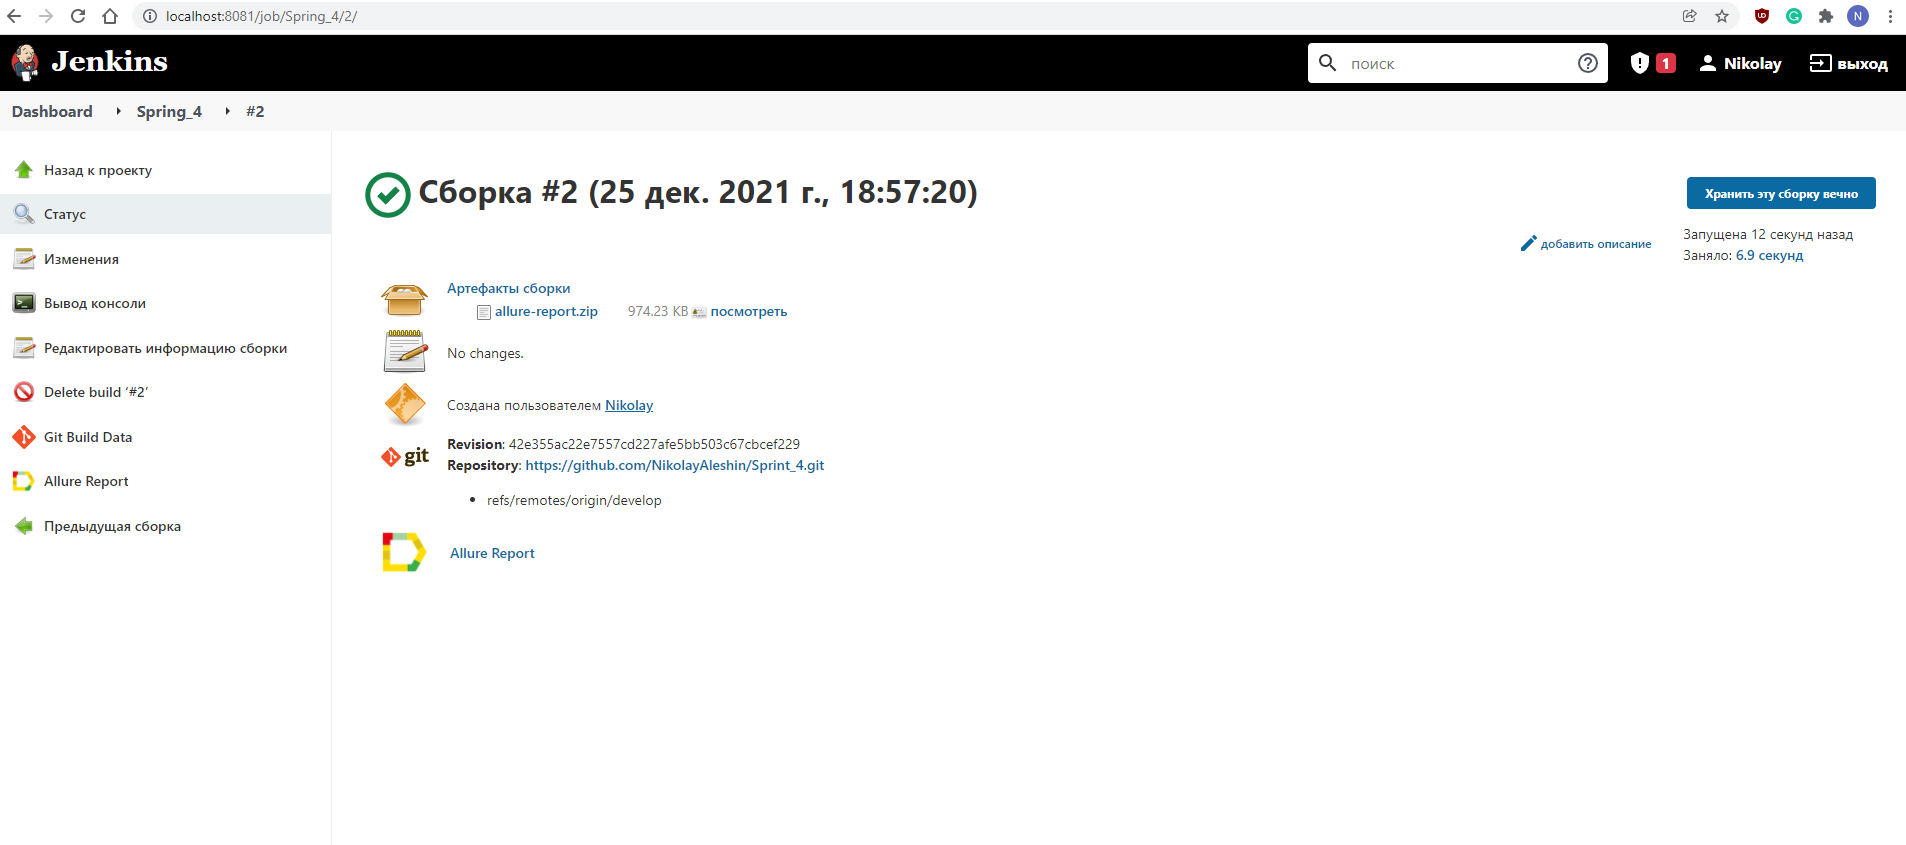 localhost:8081/job/Spring_4/2/
N
Jenkins
поиск
1
Nikolay
выход
Dashboard
Spring_4
#2
Назад к проекту
Статус
Изменения
Вывод консоли
Редактировать информацию сборки
Delete build ‘#2’
Git Build Data
Allure Report
Предыдущая сборка
Сборка #2 (25 дек. 2021 г., 18:57:20)
Хранить эту сборку вечно
добавить описание
Запущена 12 секунд назад
Заняло: 6.9 секунд
Артефакты сборки
allure-report.zip 974.23 KB посмотреть
No changes.
Создана пользователем Nikolay
git
Revision: 42e355ac22e7557cd227afe5bb503c67cbcef229
Repository: https://github.com/NikolayAleshin/Sprint_4.git
• refs/remotes/origin/develop
Allure Report